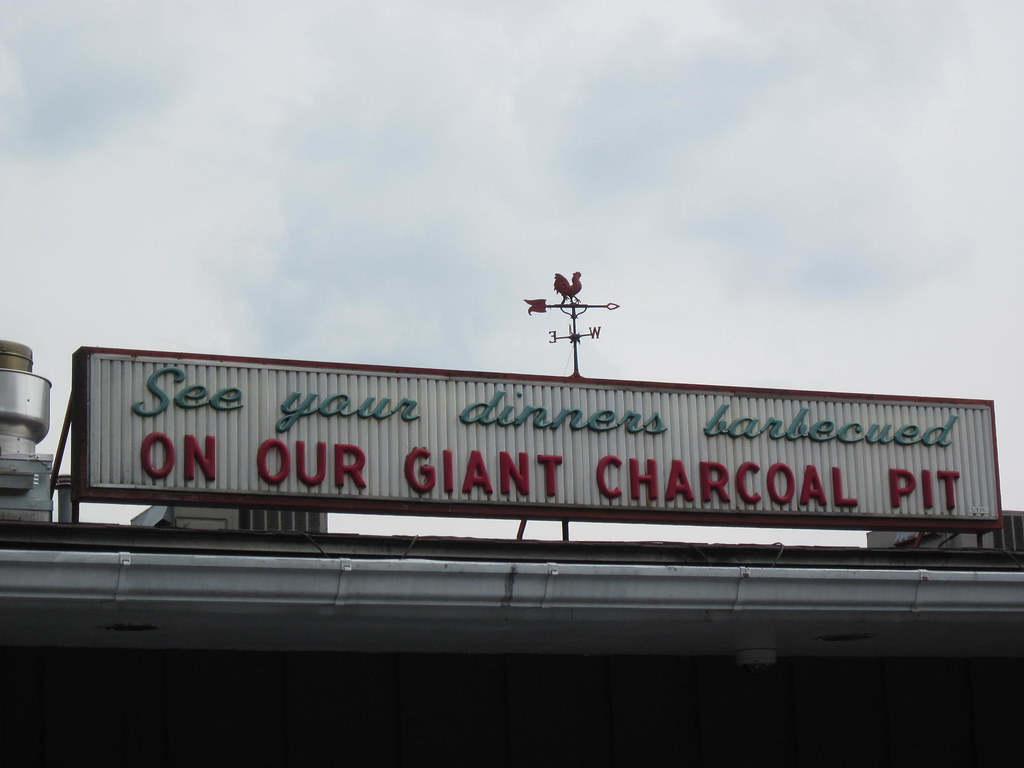 E W
See your dinners barbecued
ON OUR GIANT CHARCOAL PIT